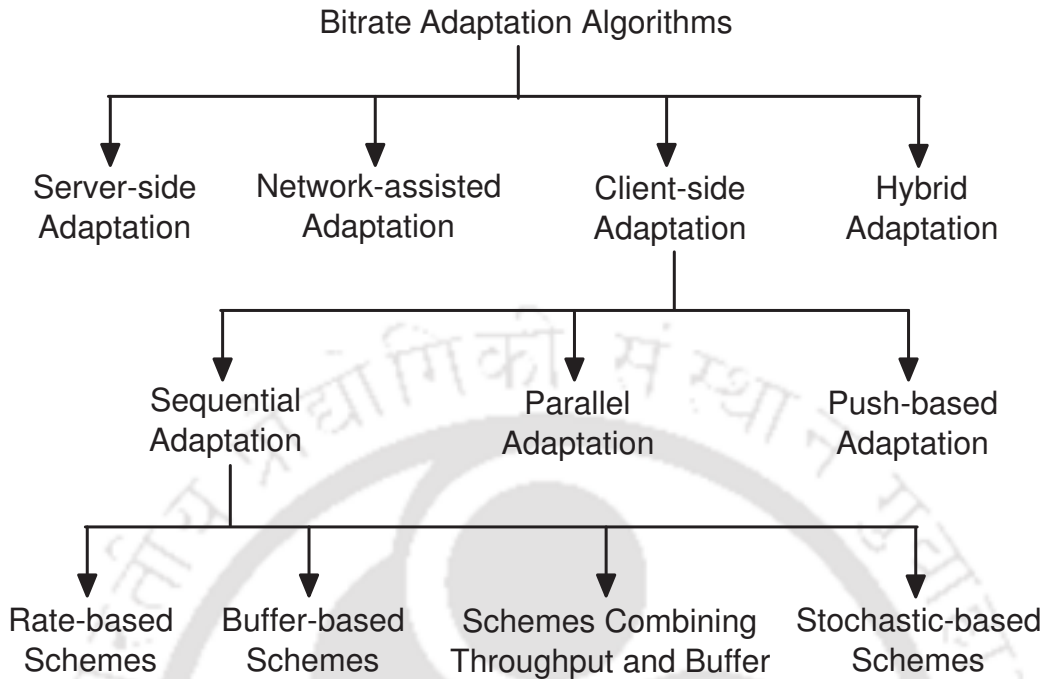 Bitrate Adaptation Algorithms
Server-side
Adaptation
Network-assisted
Adaptation
Client-side
Adaptation
Hybrid
Adaptation
Sequential
Adaptation
Parallel
Adaptation
Push-based
Adaptation
Rate-based
Schemes
Buffer-based
Schemes
Schemes Combining
Throughput and Buffer
Stochastic-based
Schemes